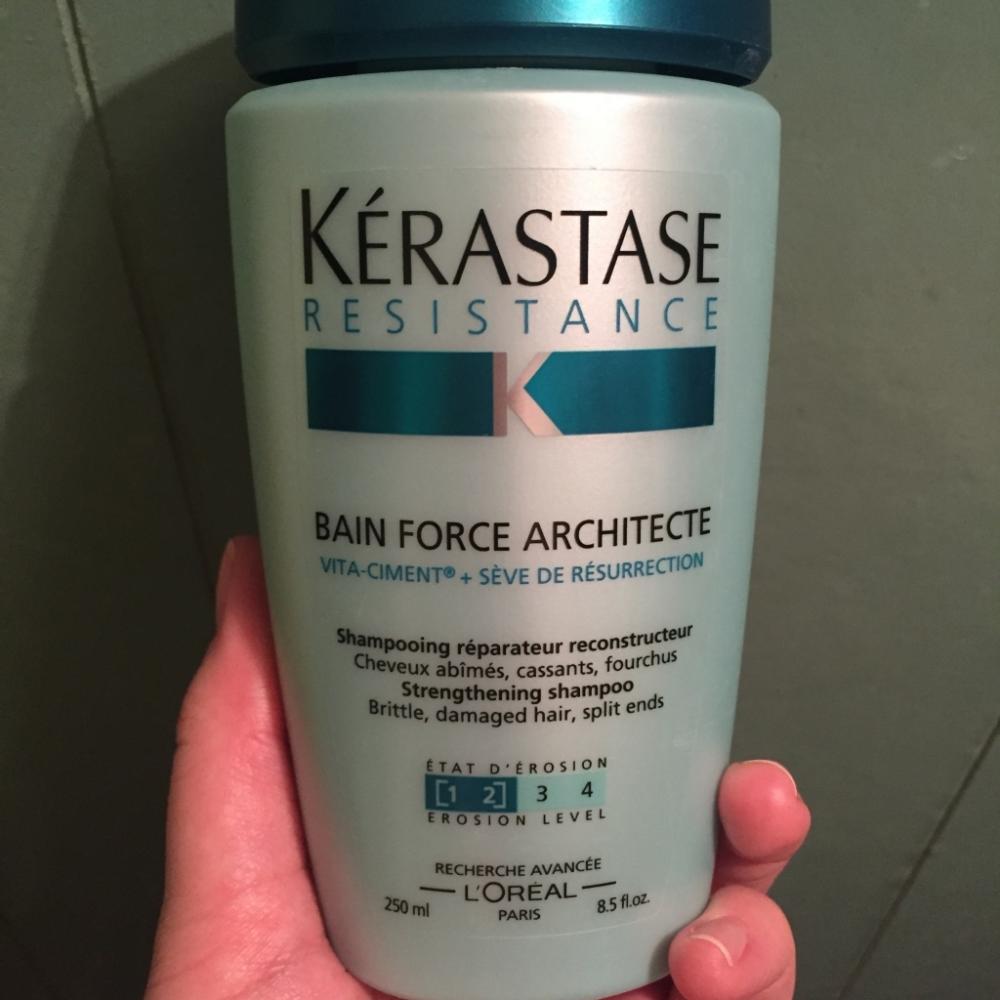 KÉRASTASE
RESISTANCE
K
BAIN FORCE ARCHITECTE
VITA-CIMENT® + SÈVE DE RÉSURRECTION
Shampooing réparateur reconstructeur
Cheveux abîmés, cassants, fourchus
Strengthening shampoo
Brittle, damaged hair, split ends
ÉTAT D'ÉROSION
[1 2] 3 4
EROSION LEVEL
RECHERCHE AVANCÉE
L'ORÉAL
250 ml PARIS 8.5 fl.oz.